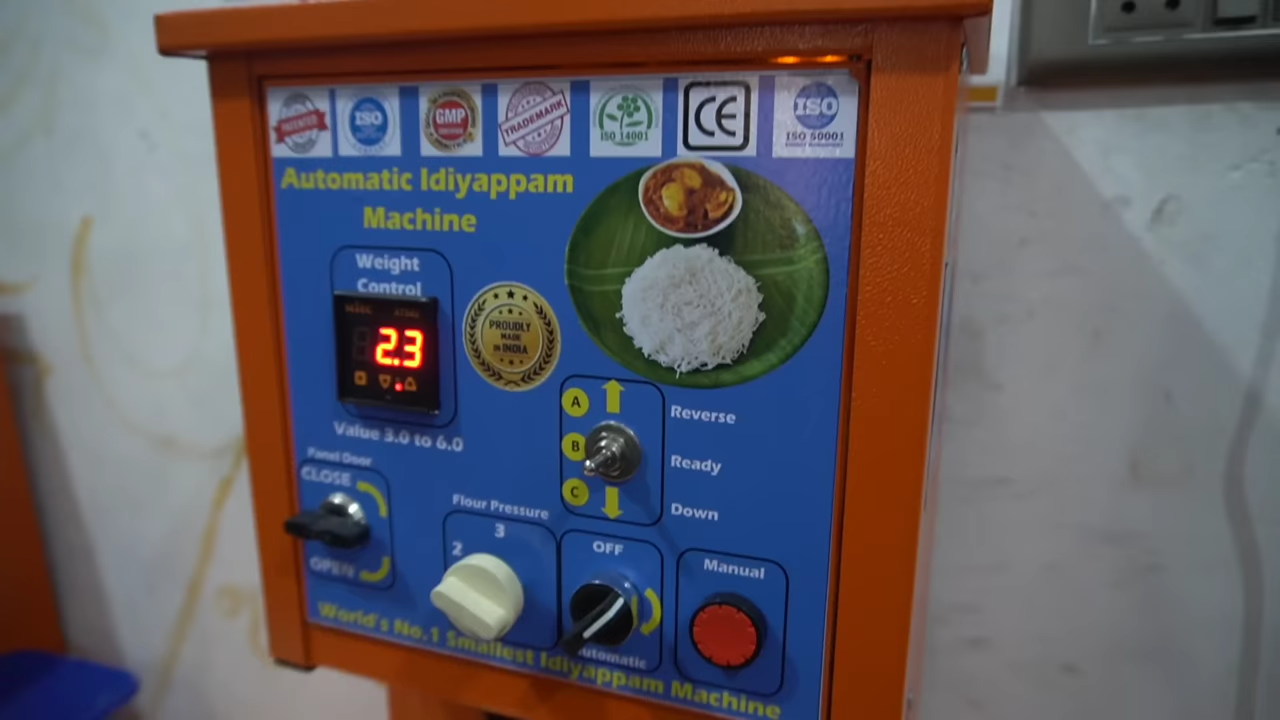 PATENTED
ISO
GMP
TRADEMARK
ISO 14001
CE
ISO
ISO 50001
Automatic Idiyappam
Machine
Weight
Control
2.3
PROUDLY
MADE
in INDIA
Value 3.0 to 6.0
A
Reverse
B
Ready
C
Down
Panel Door
CLOSE
OPEN
Flour Pressure
3
2
OFF
Automatic
Manual
World's No.1 Smallest Idiyappam Machine